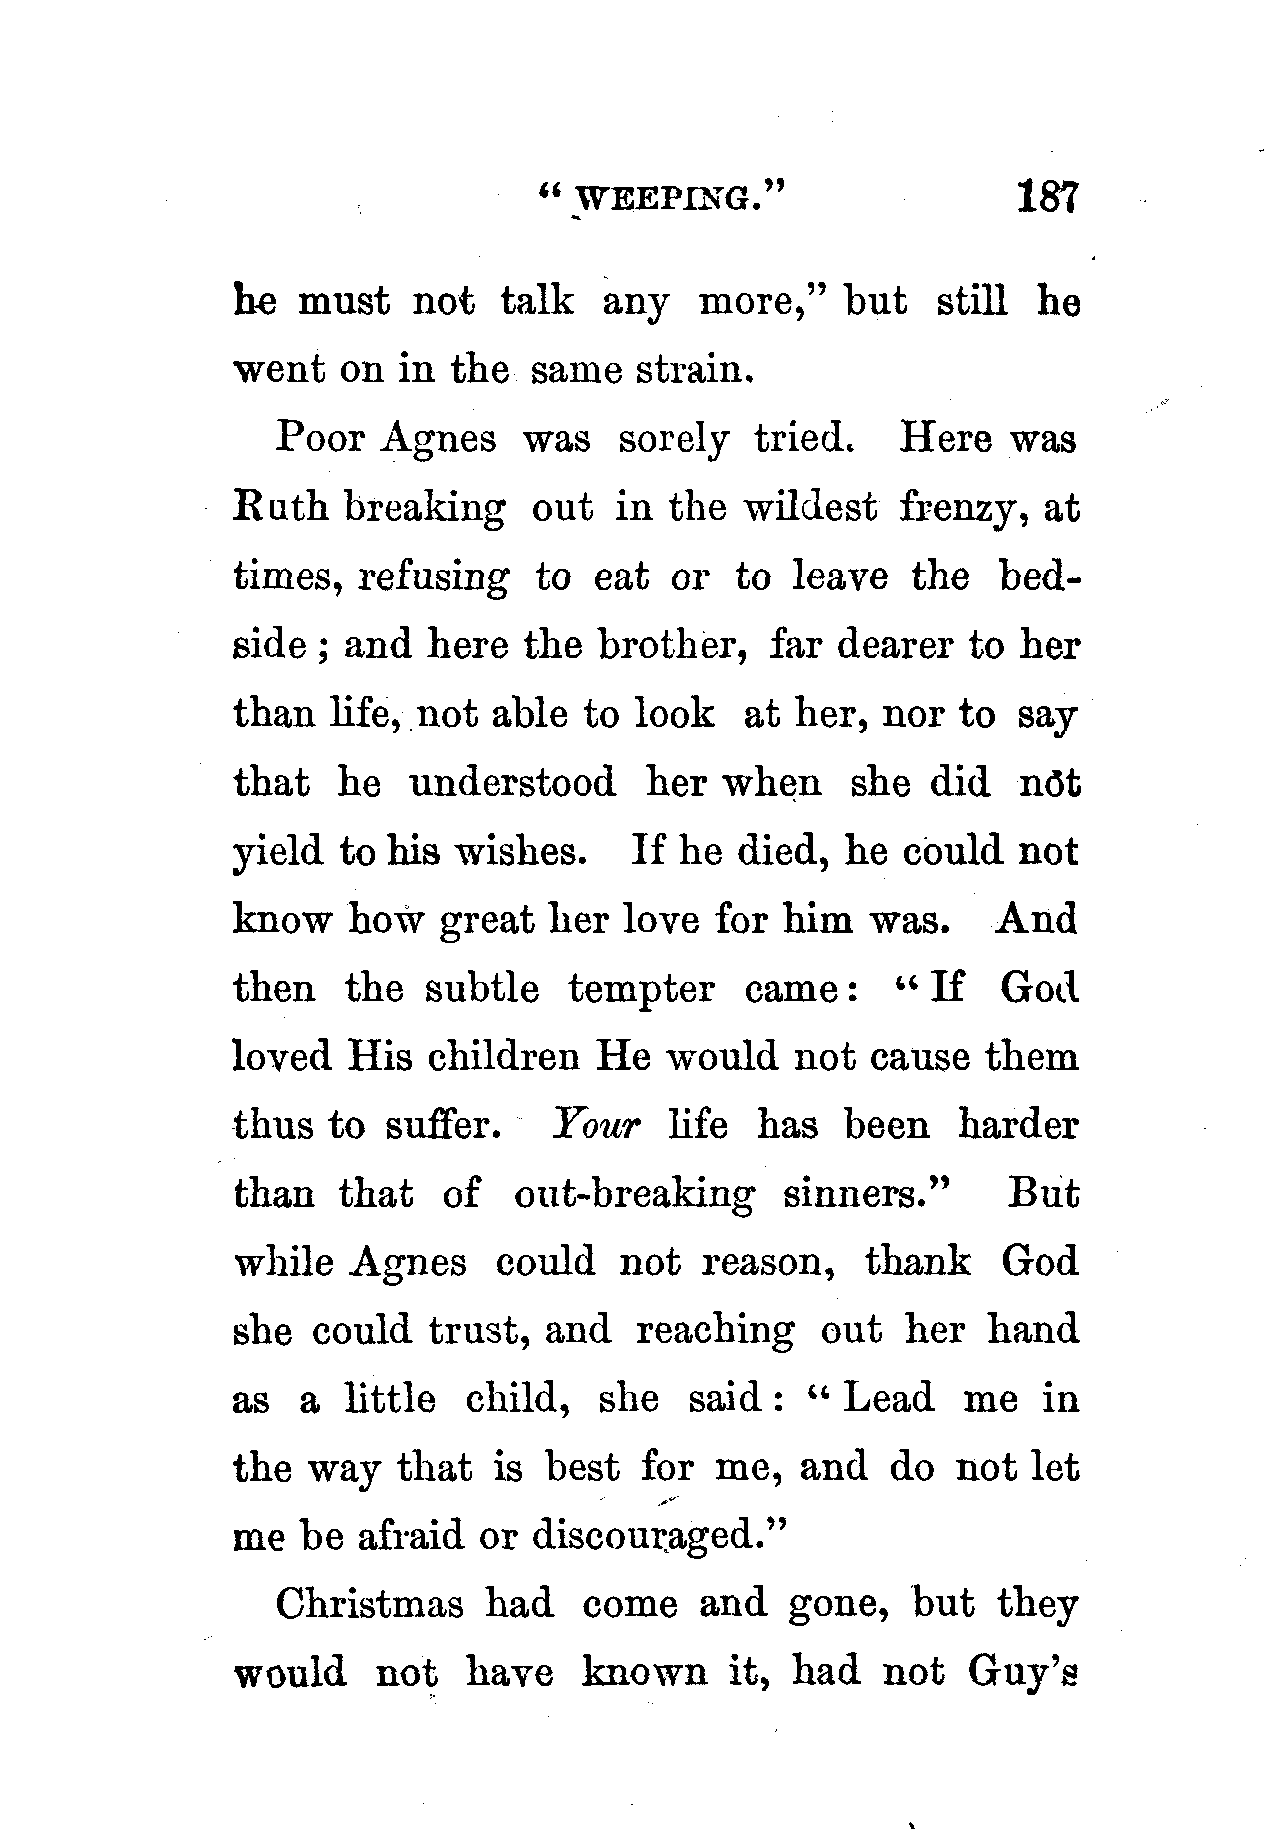 “ WEEPING.” 187
he must not talk any more,” but still he
went on in the same strain.
Poor Agnes was sorely tried. Here was
Ruth breaking out in the wildest frenzy, at
times, refusing to eat or to leave the bed-
side ; and here the brother, far dearer to her
than life, not able to look at her, nor to say
that he understood her when she did not
yield to his wishes. If he died, he could not
know how great her love for him was. And
then the subtle tempter came : “ If God
loved His children He would not cause them
thus to suffer. Your life has been harder
than that of out-breaking sinners.” But
while Agnes could not reason, thank God
she could trust, and reaching out her hand
as a little child, she said : “ Lead me in
the way that is best for me, and do not let
me be afraid or discouraged.”
Christmas had come and gone, but they
would not have known it, had not Guy’s